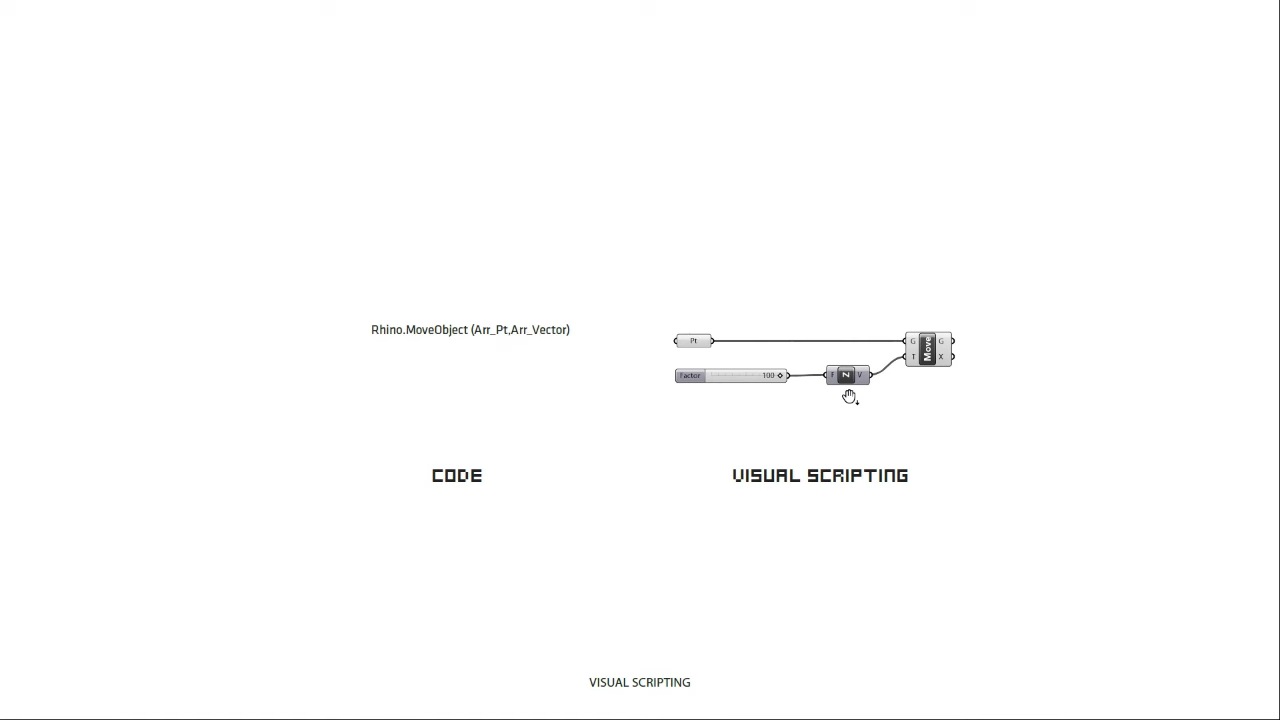 Rhino.MoveObject (Arr_Pt,Arr_Vector)
Pt
Factor 100
F Z V
G Move G
T X
CODE
VISUAL SCRIPTING
VISUAL SCRIPTING